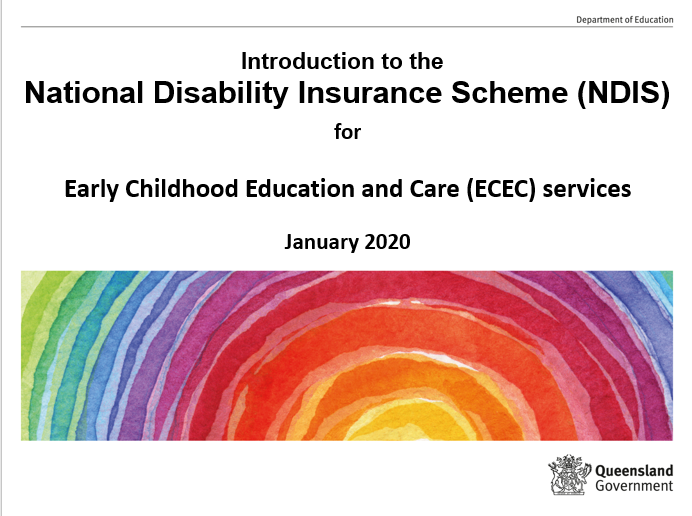 Department of Education
Introduction to the
National Disability Insurance Scheme (NDIS)
for
Early Childhood Education and Care (ECEC) services
January 2020
Queensland
Government